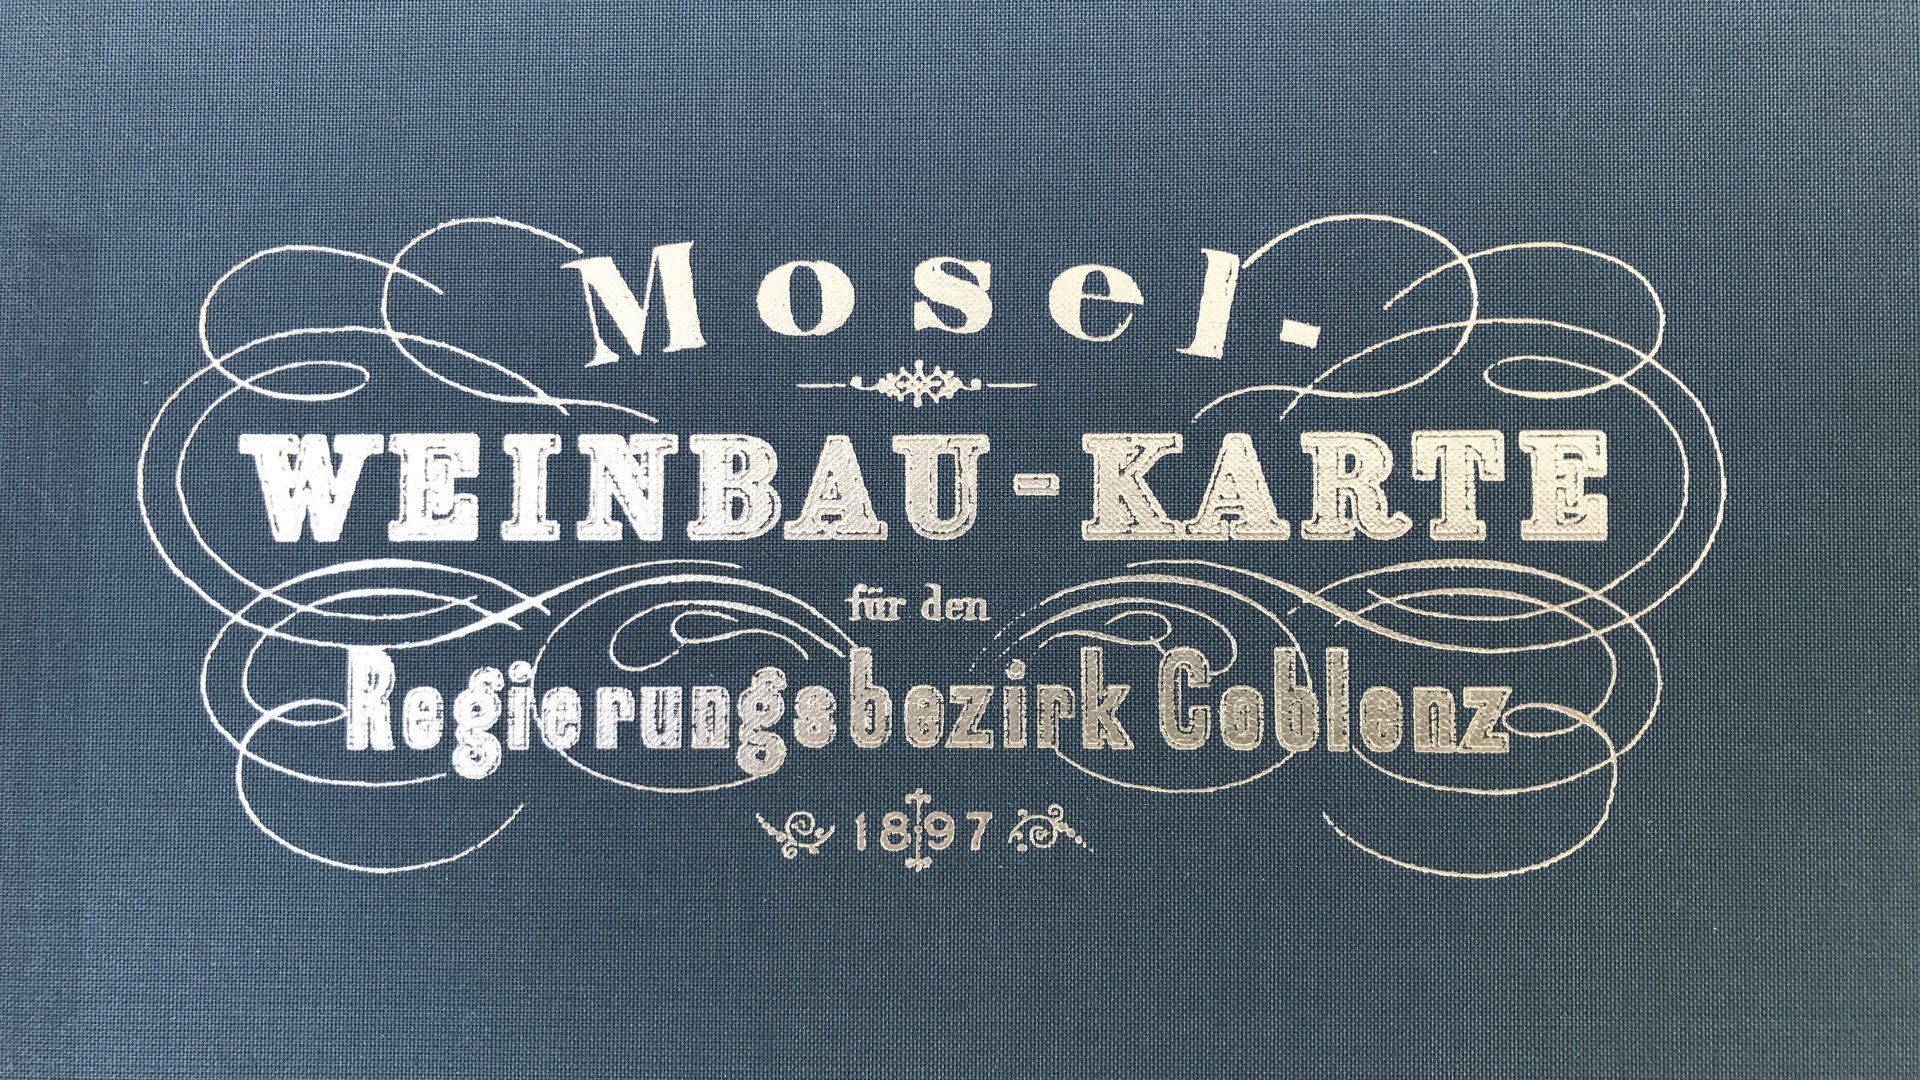 Mosel-
WEINBAU-KARTE
für den
Regierungsbezirk Coblenz
1897